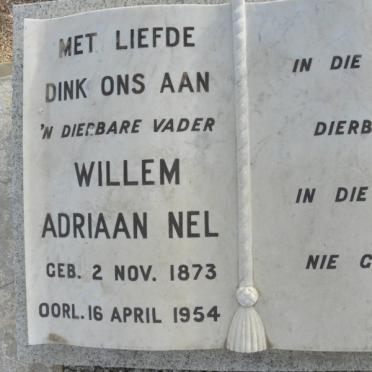 MET LIEFDE
DINK ONS AAN
'N DIERBARE VADER
WILLEM
ADRIAAN NEL
GEB. 2 NOV. 1873
OORL. 16 APRIL 1954
IN DIE
IN DIE
NIE